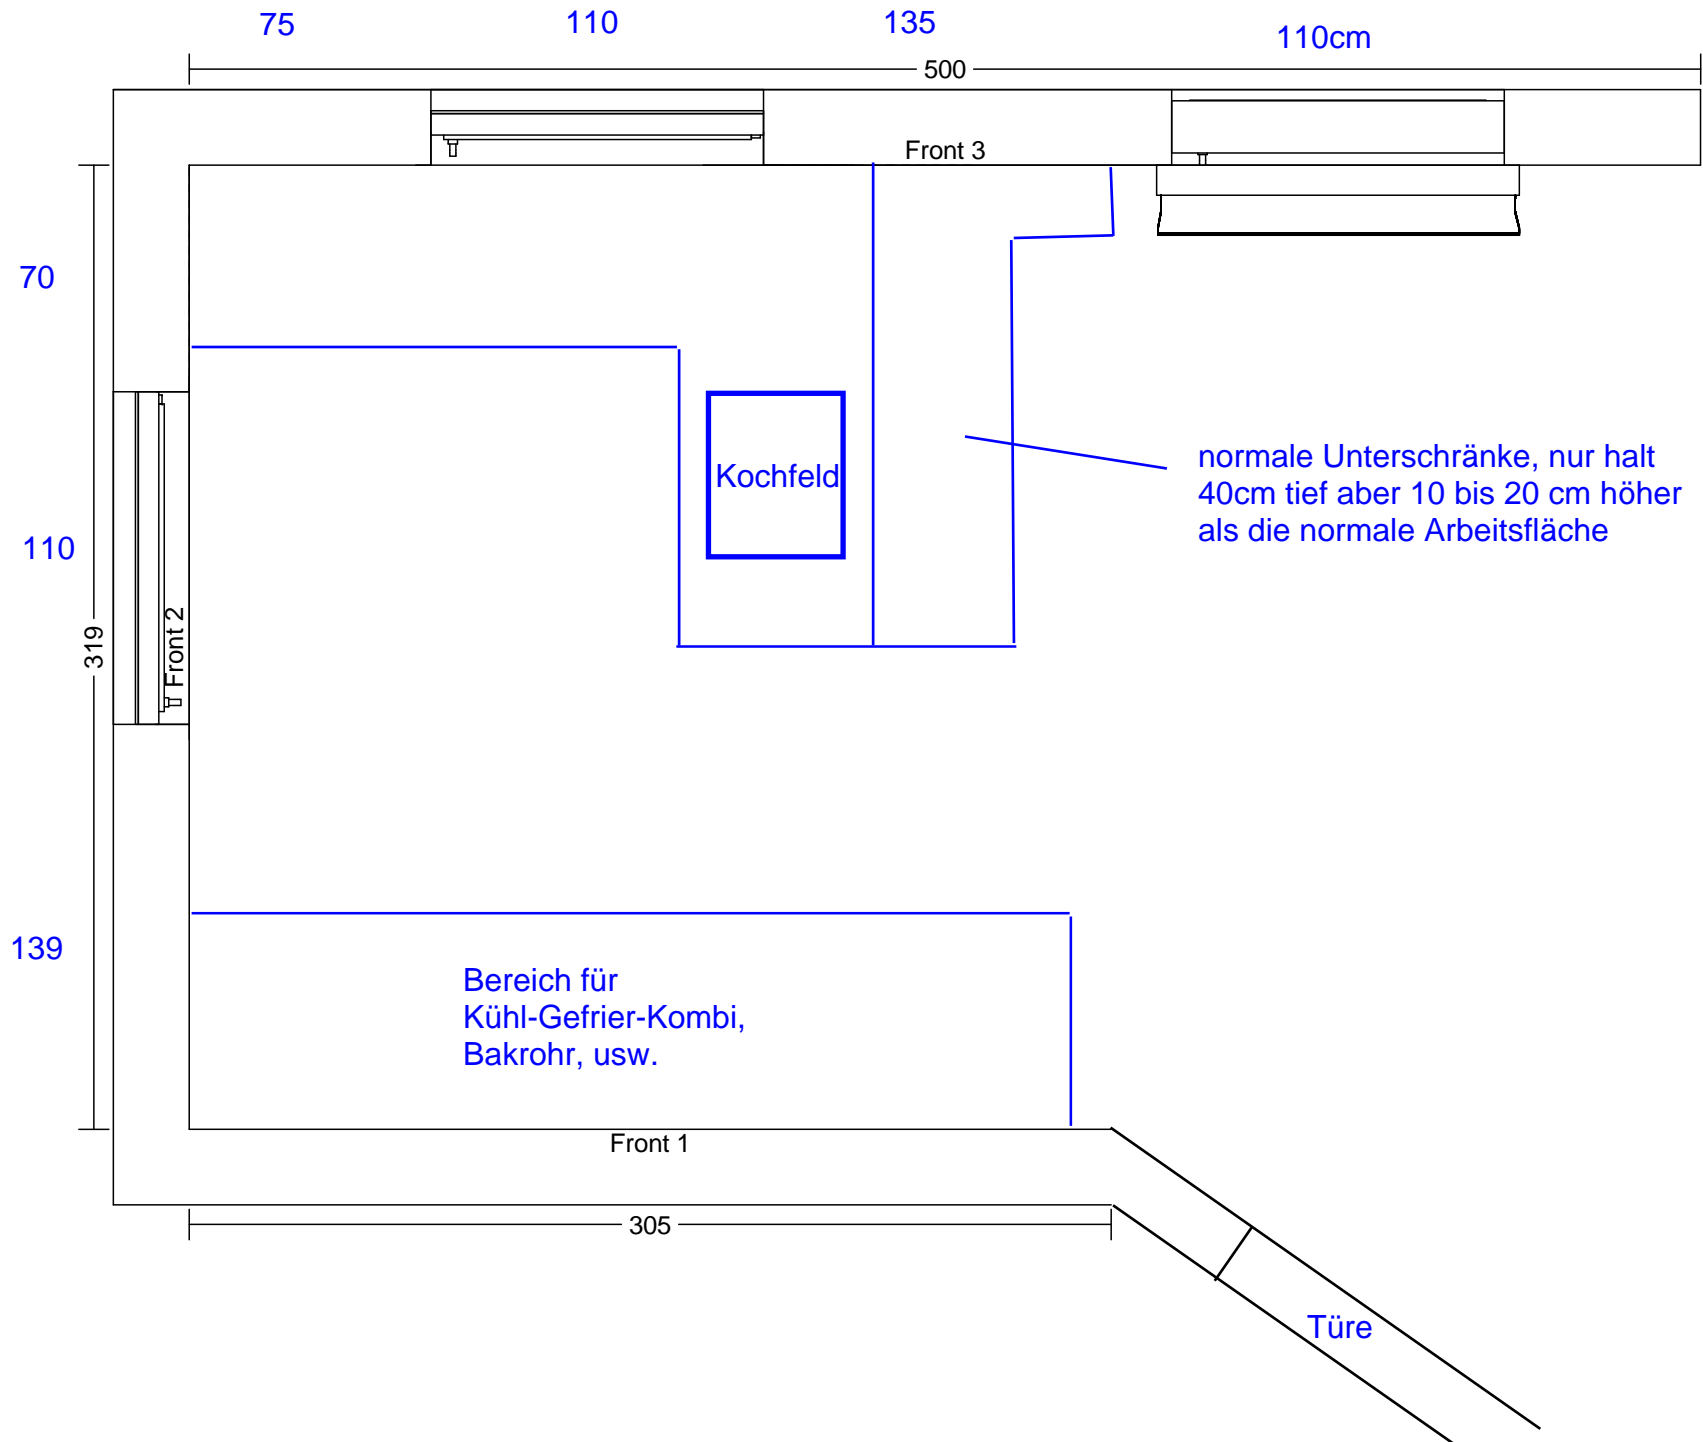 75
110
135
110cm
500
Front 3
70
normale Unterschränke, nur halt
40cm tief aber 10 bis 20 cm höher
als die normale Arbeitsfläche
Kochfeld
110
Front 2
319
139
Bereich für
Kühl-Gefrier-Kombi,
Bakrohr, usw.
Front 1
305
Türe